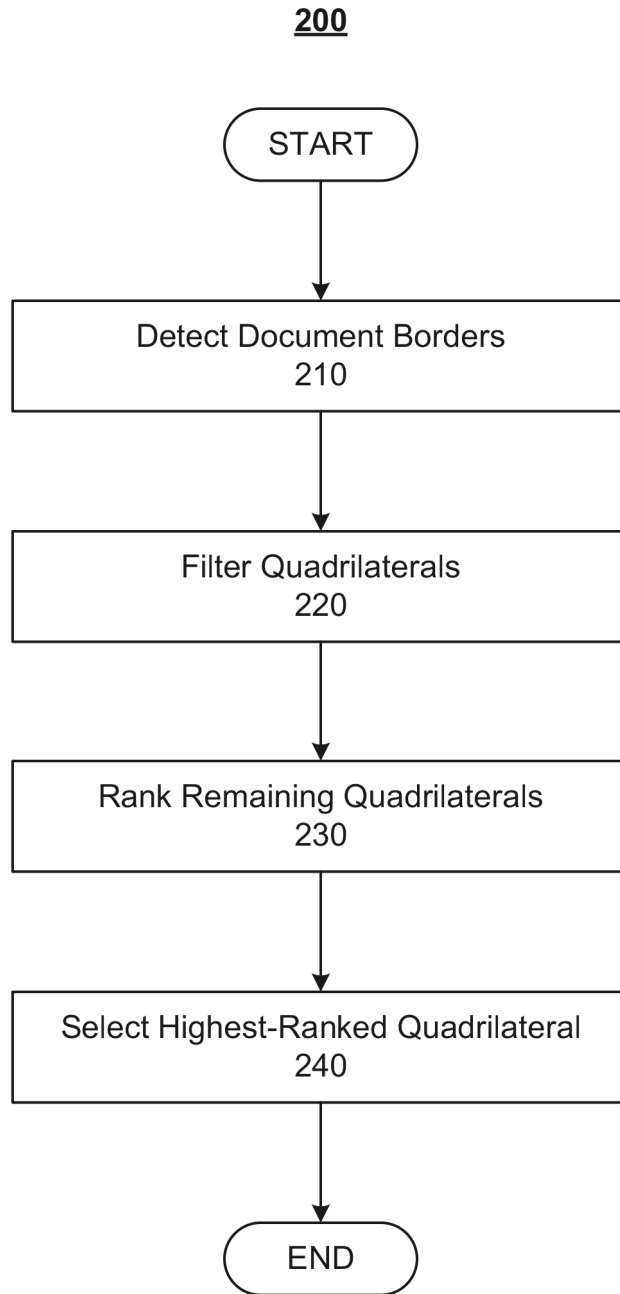 200
START
Detect Document Borders
210
Filter Quadrilaterals
220
Rank Remaining Quadrilaterals
230
Select Highest-Ranked Quadrilateral
240
END